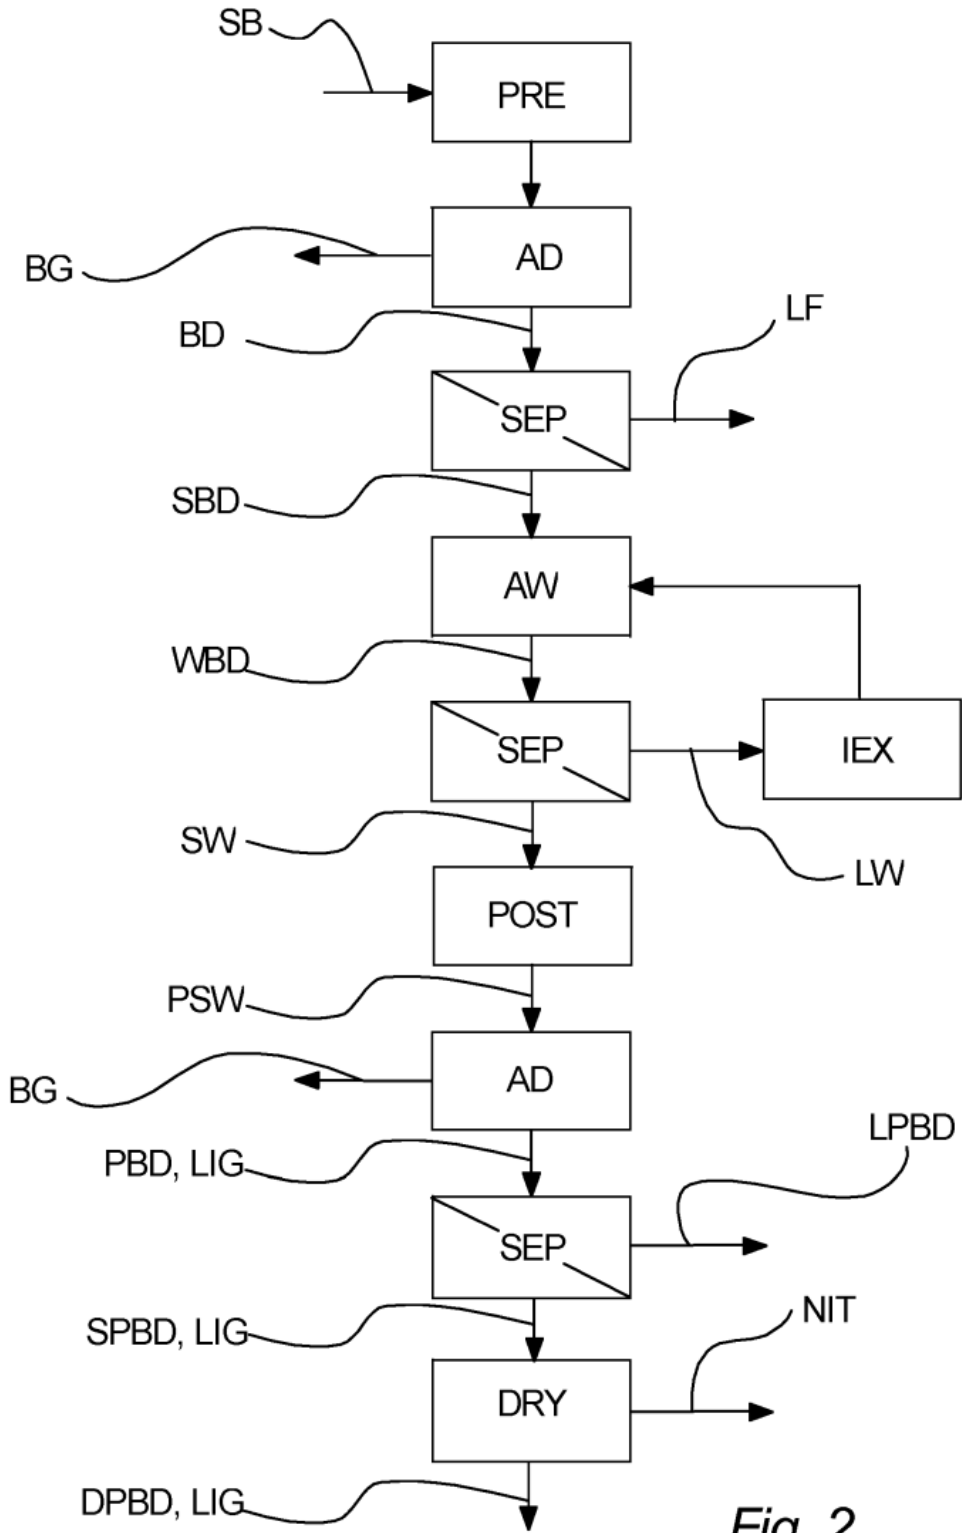 SB
PRE
BG
AD
BD
LF
SEP
SBD
AW
WBD
SEP
IEX
SW
LW
POST
PSW
AD
BG
LPBD
PBD, LIG
SEP
NIT
SPBD, LIG
DRY
DPBD, LIG
Fig. 2